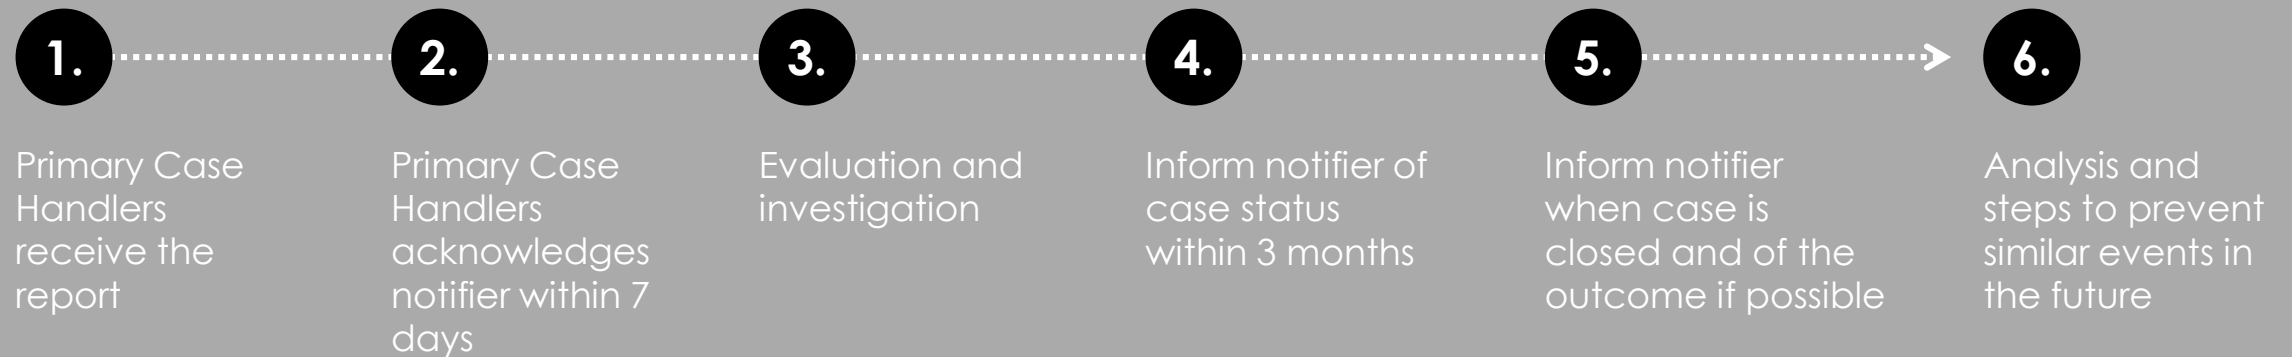 1.
Primary Case
Handlers
receive the
report
2.
Primary Case
Handlers
acknowledges
notifier within 7
days
3.
Evaluation and
investigation
4.
Inform notifier of
case status
within 3 months
5.
Inform notifier
when case is
closed and of the
outcome if possible
6.
Analysis and
steps to prevent
similar events in
the future